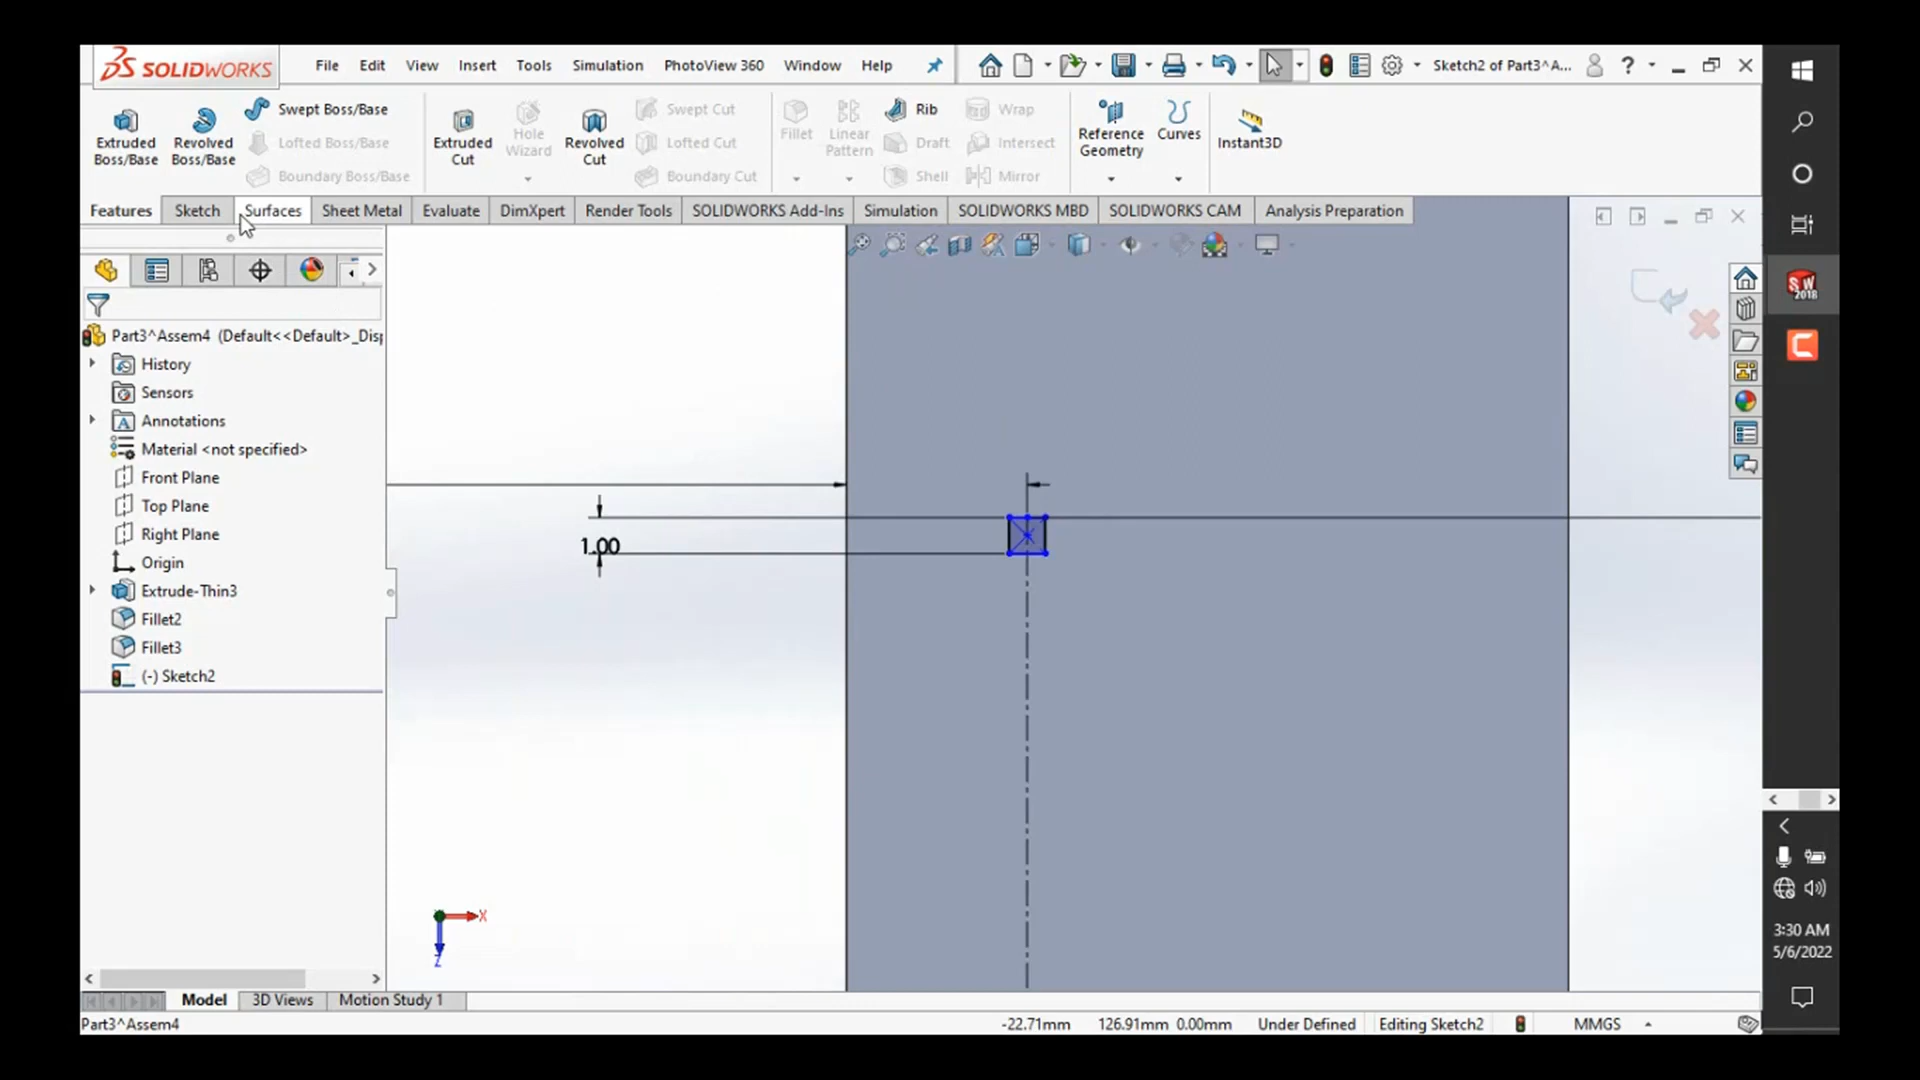 SOLIDWORKS File Edit View Insert Tools Simulation PhotoView 360 Window Help Sketch2 of Part3^A... ?
Extruded Boss/Base
Revolved Boss/Base
Swept Boss/Base
Lofted Boss/Base
Boundary Boss/Base
Extruded Cut
Hole Wizard
Revolved Cut
Swept Cut
Lofted Cut
Boundary Cut
Fillet
Linear Pattern
Rib
Draft
Shell
Wrap
Intersect
Mirror
Reference Geometry
Curves
Instant3D
Features Sketch Surfaces Sheet Metal Evaluate DimXpert Render Tools SOLIDWORKS Add-Ins Simulation SOLIDWORKS MBD SOLIDWORKS CAM Analysis Preparation
SW 2018
Part3^Assem4 (Default<<Default>_Disp
History
Sensors
A Annotations
Material <not specified>
Front Plane
Top Plane
Right Plane
Origin
Extrude-Thin3
Fillet2
Fillet3
(-) Sketch2
1.00
X
Z
3:30 AM
5/6/2022
Model 3D Views Motion Study 1
Part3^Assem4 -22.71mm 126.91mm 0.00mm Under Defined Editing Sketch2 MMGS